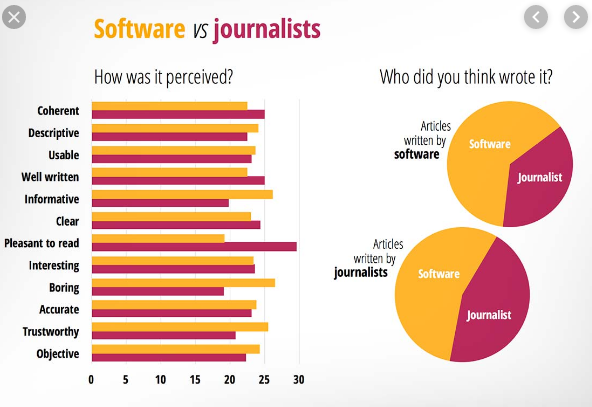 Software vs journalists
How was it perceived?
Coherent
Descriptive
Usable
Well written
Informative
Clear
Pleasant to read
Interesting
Boring
Accurate
Trustworthy
Objective
0 5 10 15 20 25 30
Who did you think wrote it?
Articles
written by
software
Software
Journalist
Articles
written by
journalists
Software
Journalist